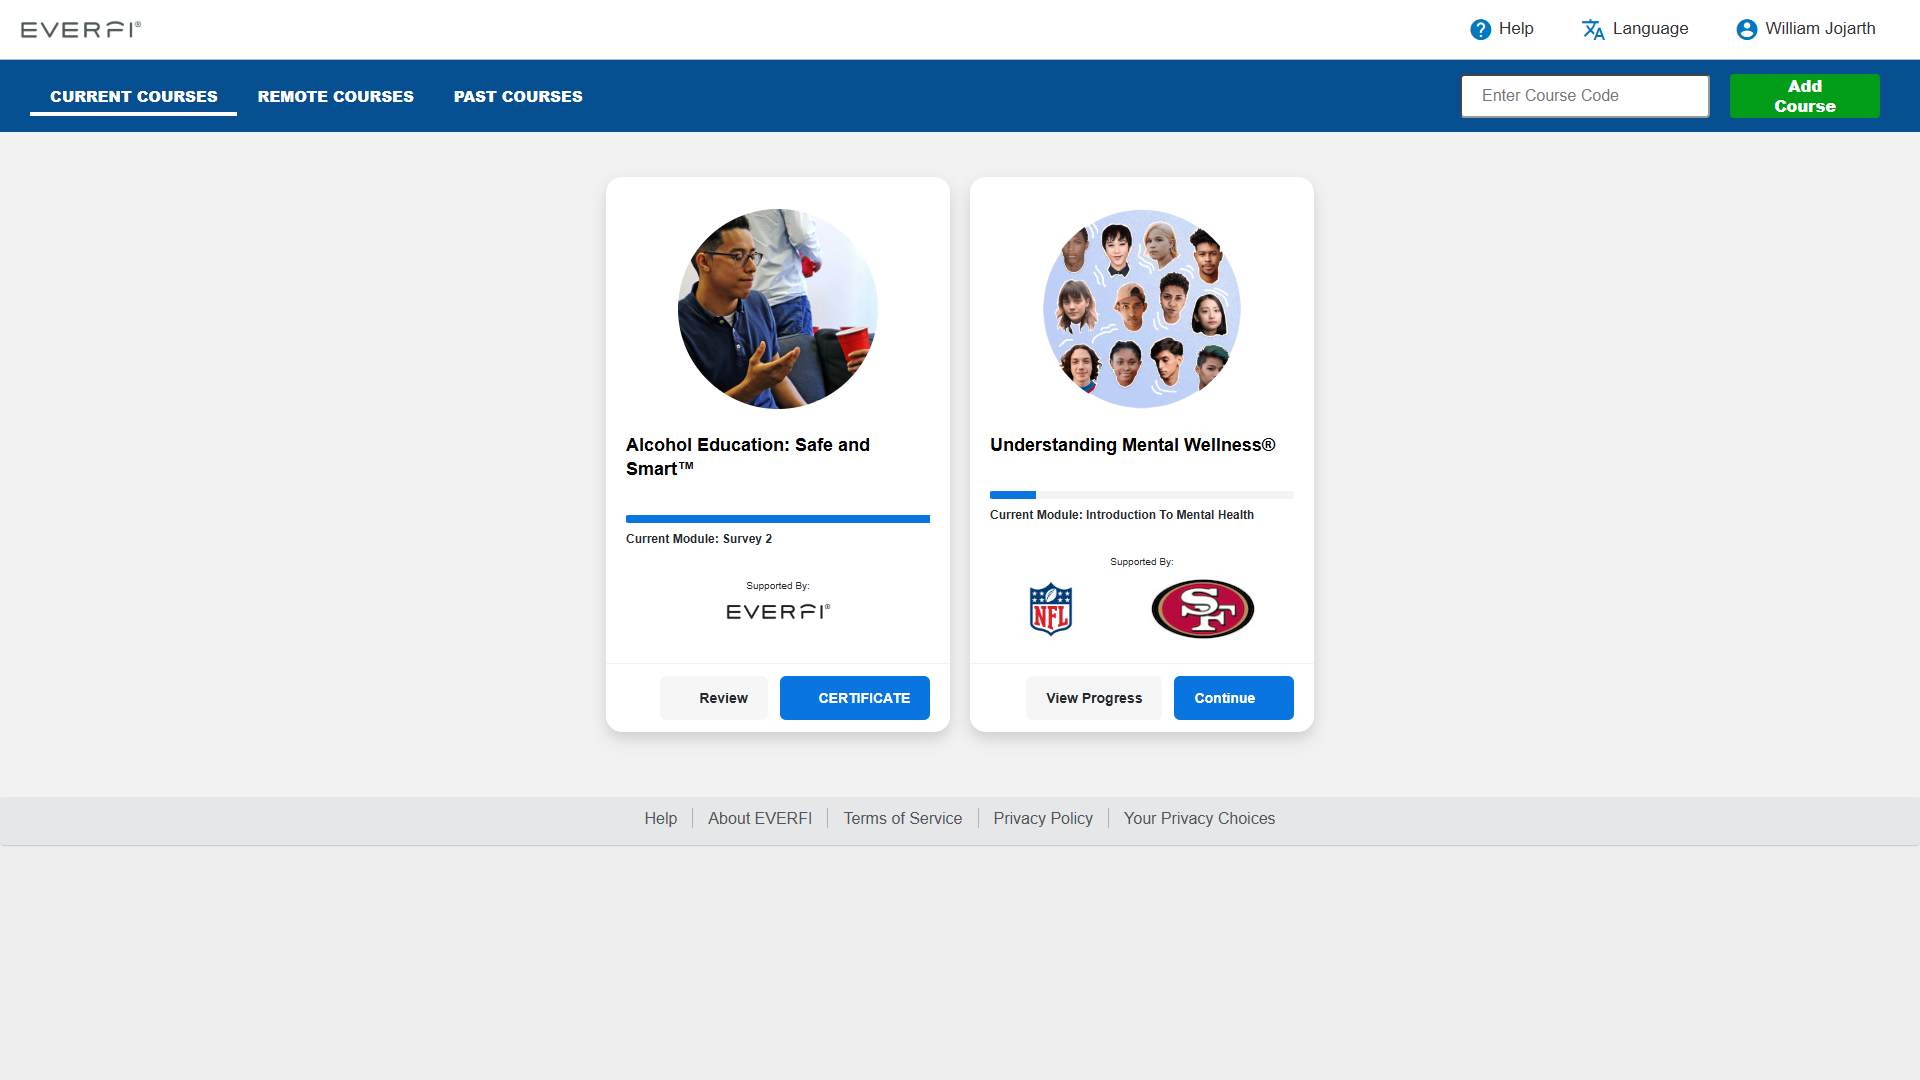 EVERFI®
Help
Language
William Jojarth
CURRENT COURSES
REMOTE COURSES
PAST COURSES
Enter Course Code
Add
Course
Alcohol Education: Safe and
Smart™
Current Module: Survey 2
Supported By:
EVERFI®
Review
CERTIFICATE
Understanding Mental Wellness®
Current Module: Introduction To Mental Health
Supported By:
NFL
SF
View Progress
Continue
Help
About EVERFI
Terms of Service
Privacy Policy
Your Privacy Choices